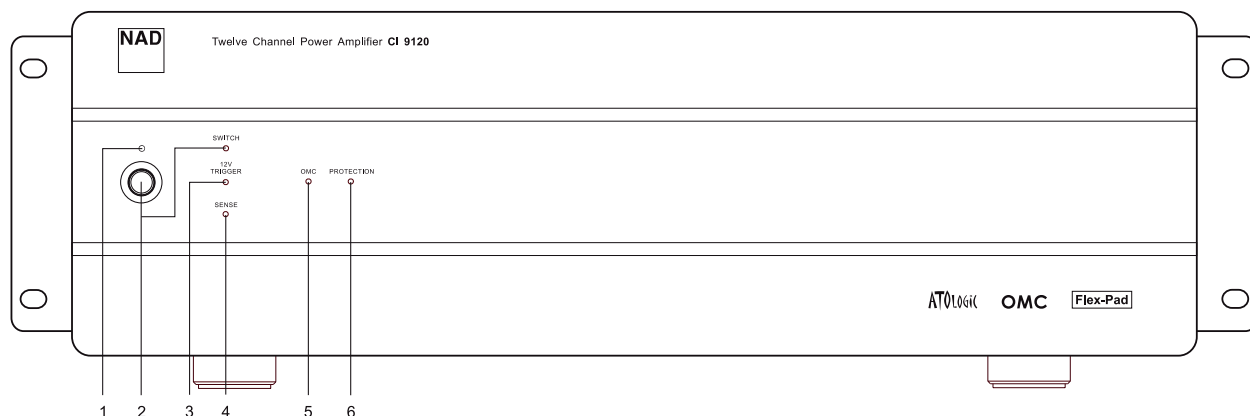 NAD
Twelve Channel Power Amplifier CI 9120
SWITCH
12V
TRIGGER
OMC
PROTECTION
SENSE
ATOLOGIC
OMC
Flex-Pad
1 2 3 4 5 6